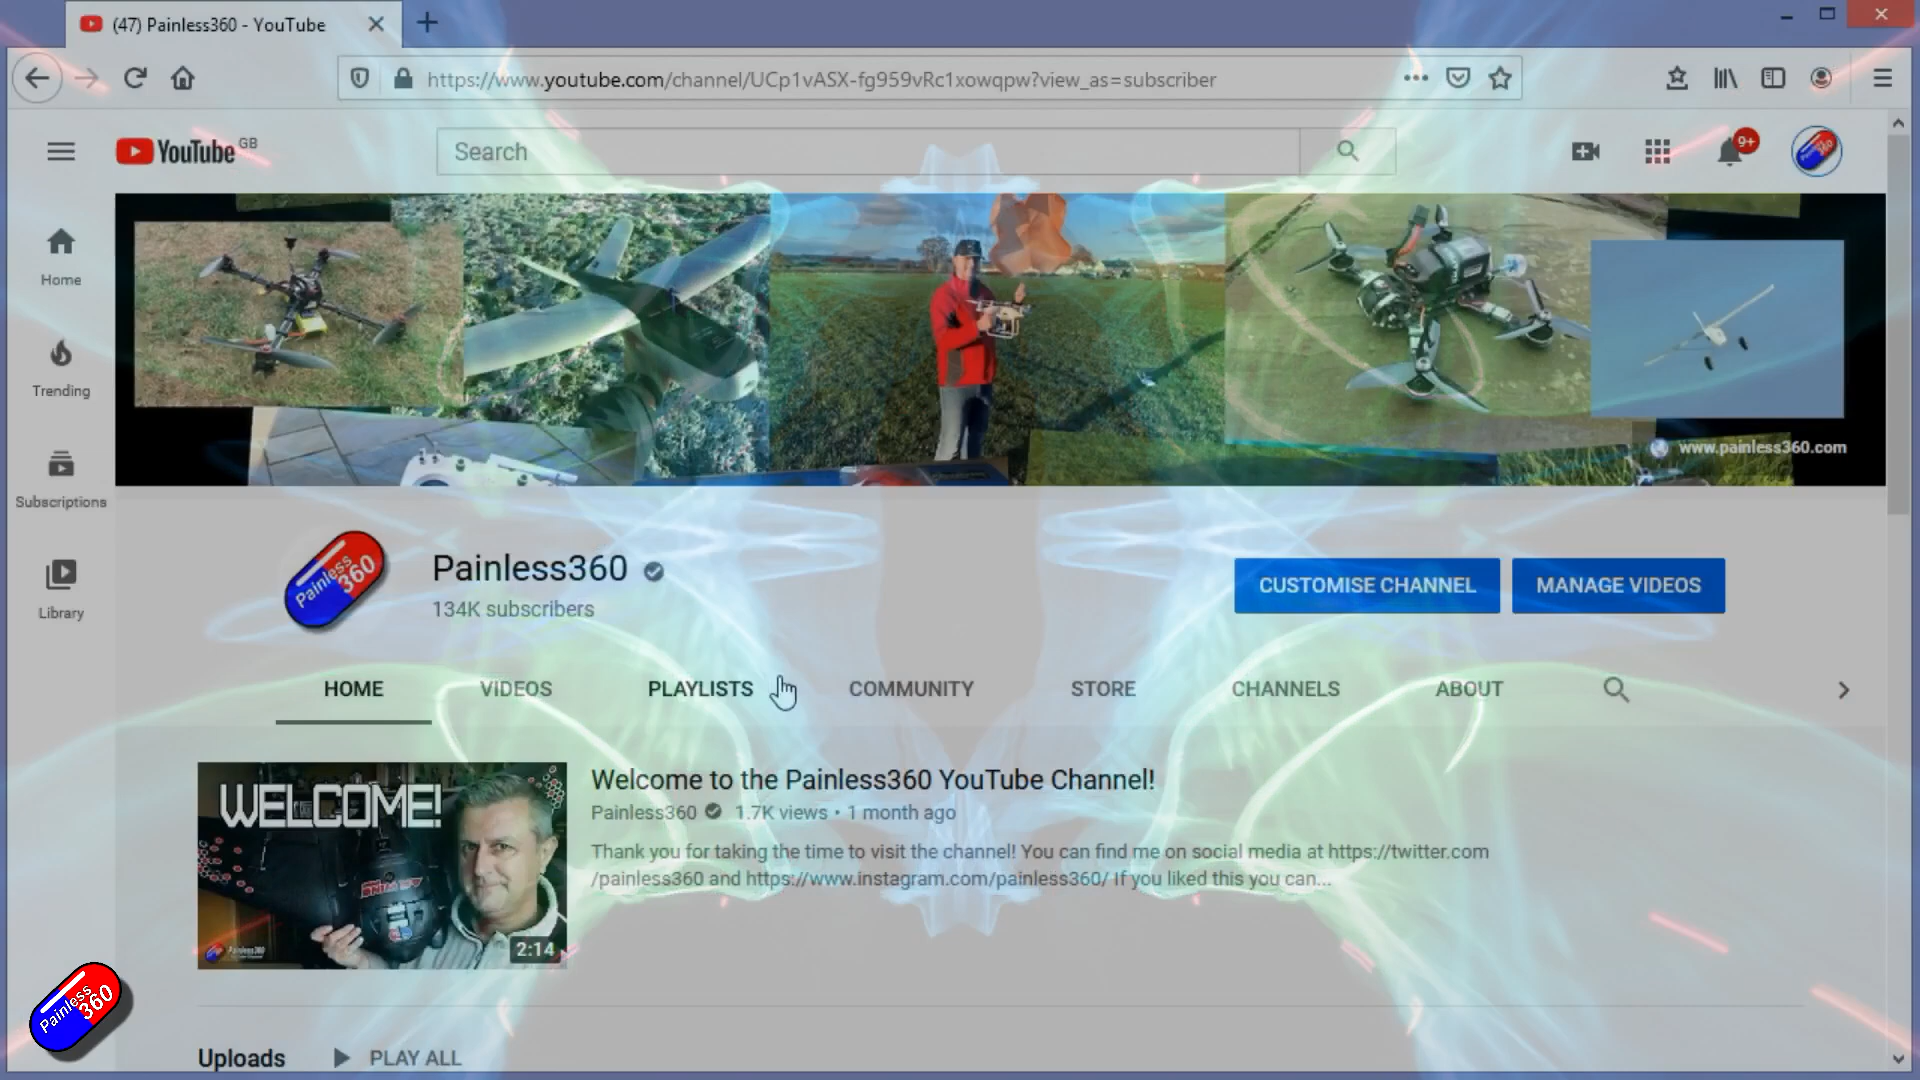 (47) Painless360 - YouTube
https://www.youtube.com/channel/UCp1vASX-fg959vRc1xowqpw?view_as=subscriber
YouTube GB
Search
9+
Home
Trending
Subscriptions
Library
www.painless360.com
Painless 360
Painless360
134K subscribers
CUSTOMISE CHANNEL
MANAGE VIDEOS
HOME
VIDEOS
PLAYLISTS
COMMUNITY
STORE
CHANNELS
ABOUT
WELCOME!
2:14
Welcome to the Painless360 YouTube Channel!
Painless360 1.7K views • 1 month ago
Thank you for taking the time to visit the channel! You can find me on social media at https://twitter.com
/painless360 and https://www.instagram.com/painless360/ If you liked this you can...
Painless 360
Uploads
PLAY ALL